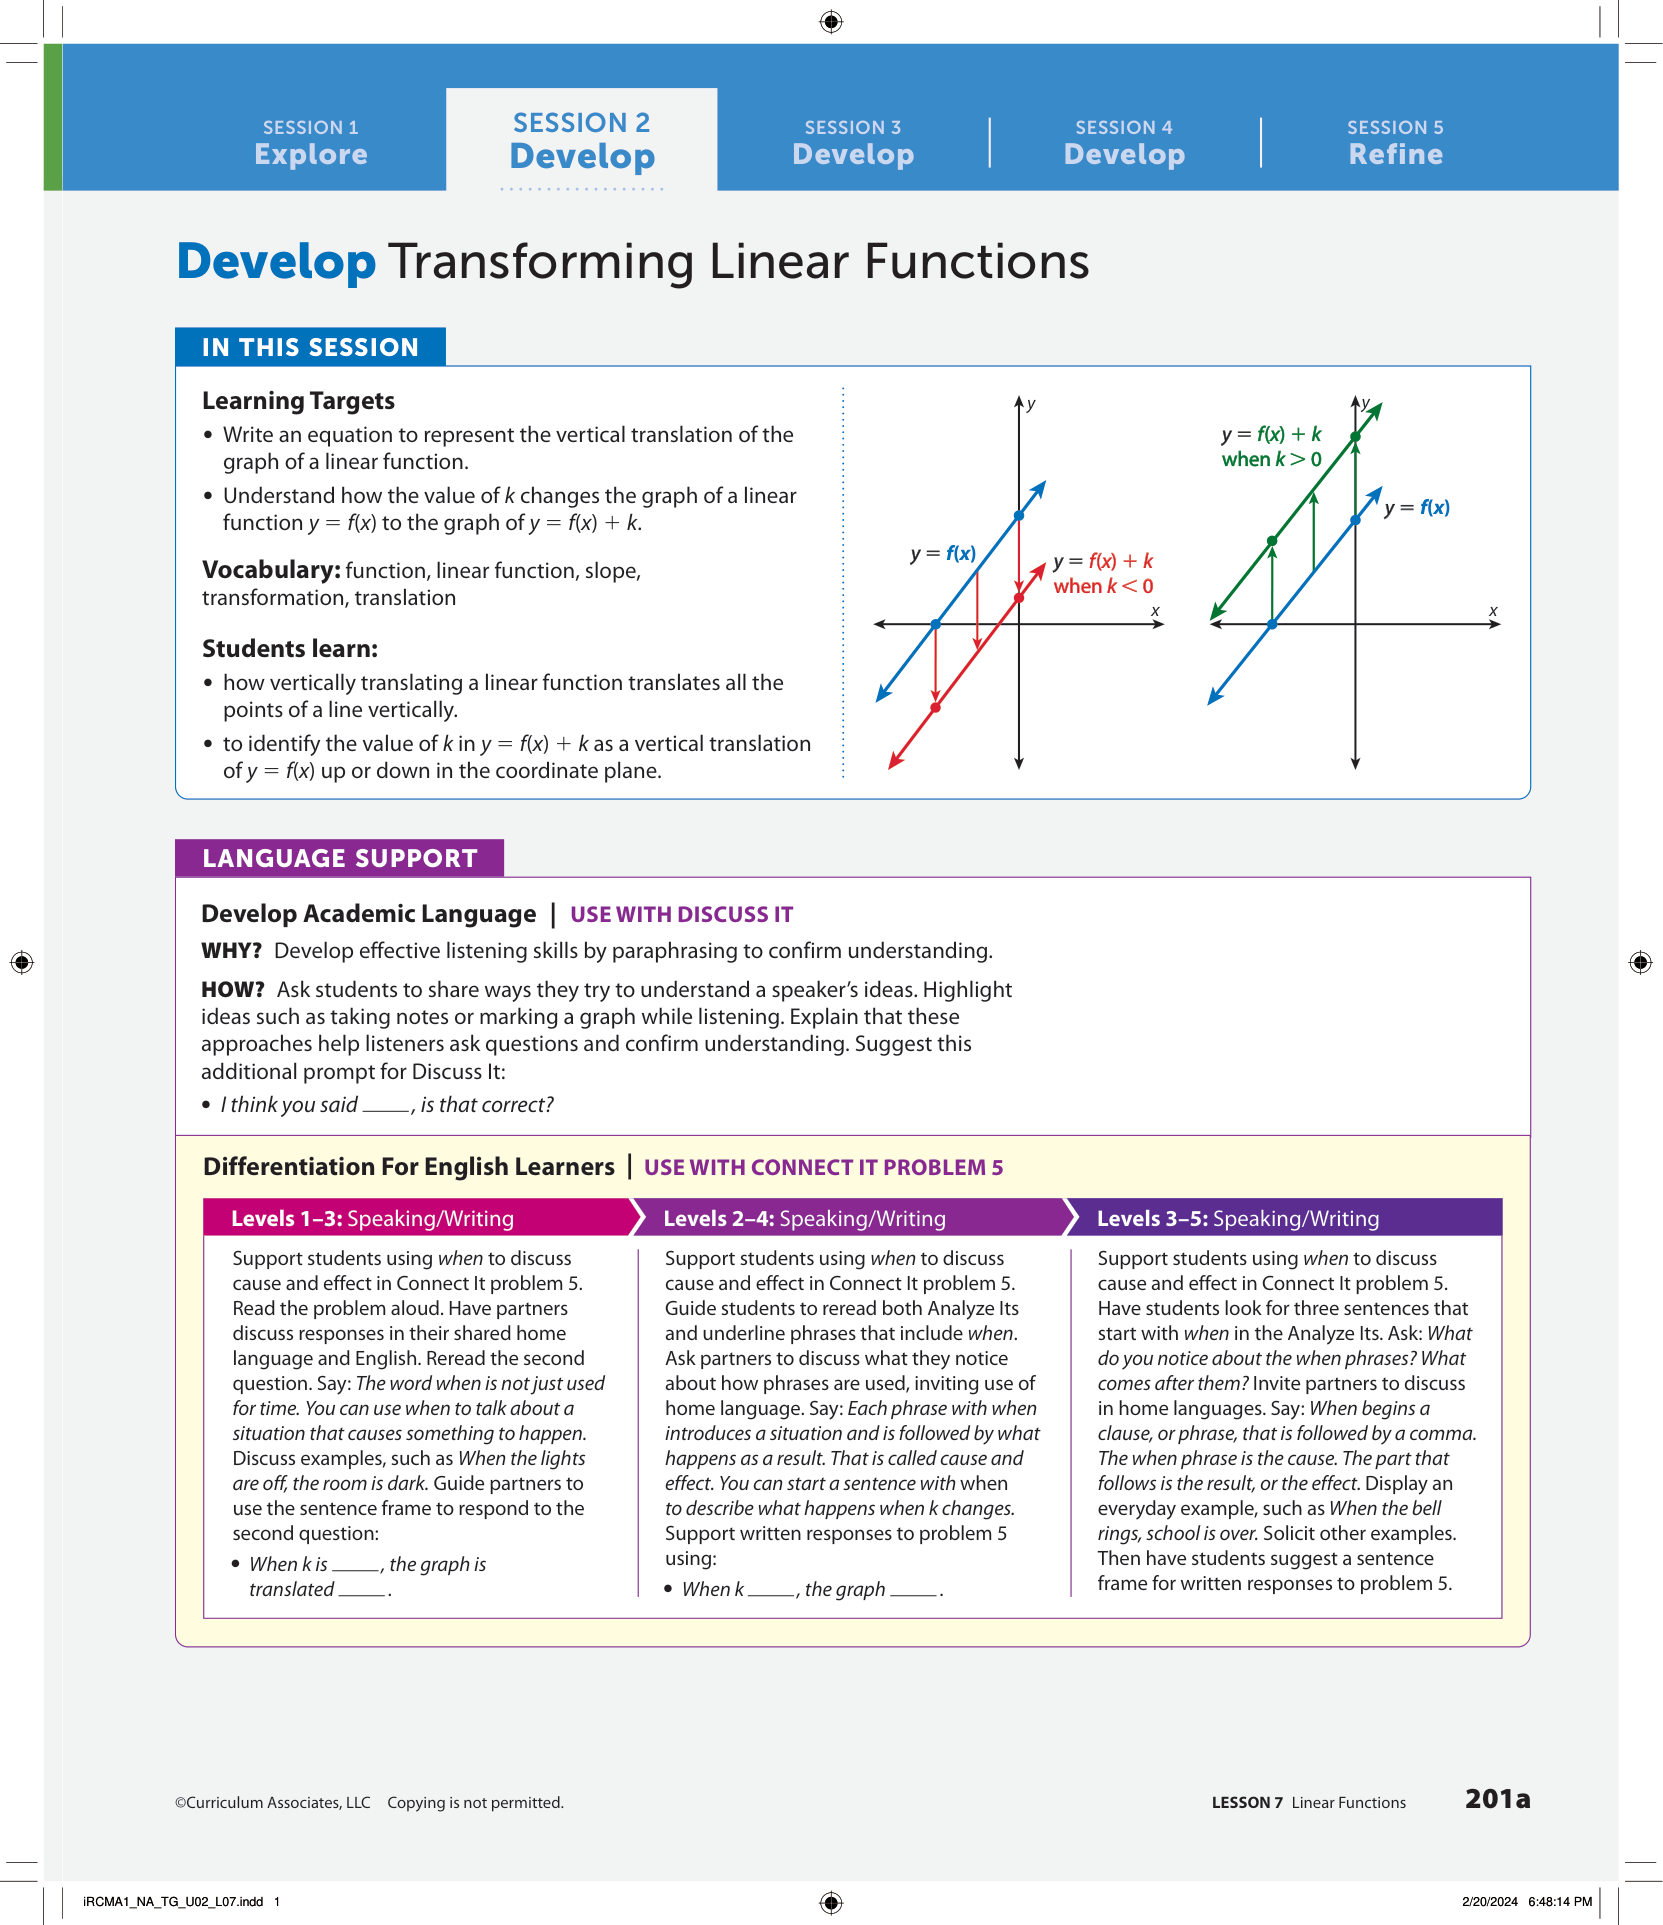 SESSION 1
Explore
SESSION 2
Develop
SESSION 3
Develop
SESSION 4
Develop
SESSION 5
Refine
Develop Transforming Linear Functions
IN THIS SESSION
Learning Targets
• Write an equation to represent the vertical translation of the
graph of a linear function.
• Understand how the value of k changes the graph of a linear
function y = f(x) to the graph of y = f(x) + k.
Vocabulary: function, linear function, slope,
transformation, translation
Students learn:
• how vertically translating a linear function translates all the
points of a line vertically.
• to identify the value of k in y = f(x) + k as a vertical translation
of y = f(x) up or down in the coordinate plane.
y
y = f(x)
y = f(x) + k
when k < 0
x
y
y = f(x) + k
when k > 0
y = f(x)
x
LANGUAGE SUPPORT
Develop Academic Language | USE WITH DISCUSS IT
WHY? Develop effective listening skills by paraphrasing to confirm understanding.
HOW? Ask students to share ways they try to understand a speaker’s ideas. Highlight
ideas such as taking notes or marking a graph while listening. Explain that these
approaches help listeners ask questions and confirm understanding. Suggest this
additional prompt for Discuss It:
• I think you said ____, is that correct?
Differentiation For English Learners | USE WITH CONNECT IT PROBLEM 5
Levels 1–3: Speaking/Writing
Support students using when to discuss
cause and effect in Connect It problem 5.
Read the problem aloud. Have partners
discuss responses in their shared home
language and English. Reread the second
question. Say: The word when is not just used
for time. You can use when to talk about a
situation that causes something to happen.
Discuss examples, such as When the lights
are off, the room is dark. Guide partners to
use the sentence frame to respond to the
second question:
• When k is ____, the graph is
translated ____.
Levels 2–4: Speaking/Writing
Support students using when to discuss
cause and effect in Connect It problem 5.
Guide students to reread both Analyze Its
and underline phrases that include when.
Ask partners to discuss what they notice
about how phrases are used, inviting use of
home language. Say: Each phrase with when
introduces a situation and is followed by what
happens as a result. That is called cause and
effect. You can start a sentence with when
to describe what happens when k changes.
Support written responses to problem 5
using:
• When k ____, the graph ____.
Levels 3–5: Speaking/Writing
Support students using when to discuss
cause and effect in Connect It problem 5.
Have students look for three sentences that
start with when in the Analyze Its. Ask: What
do you notice about the when phrases? What
comes after them? Invite partners to discuss
in home languages. Say: When begins a
clause, or phrase, that is followed by a comma.
The when phrase is the cause. The part that
follows is the result, or the effect. Display an
everyday example, such as When the bell
rings, school is over. Solicit other examples.
Then have students suggest a sentence
frame for written responses to problem 5.
©Curriculum Associates, LLC Copying is not permitted.
LESSON 7 Linear Functions 201a
iRCMA1_NA_TG_U02_L07.indd 1
2/20/2024 6:48:14 PM